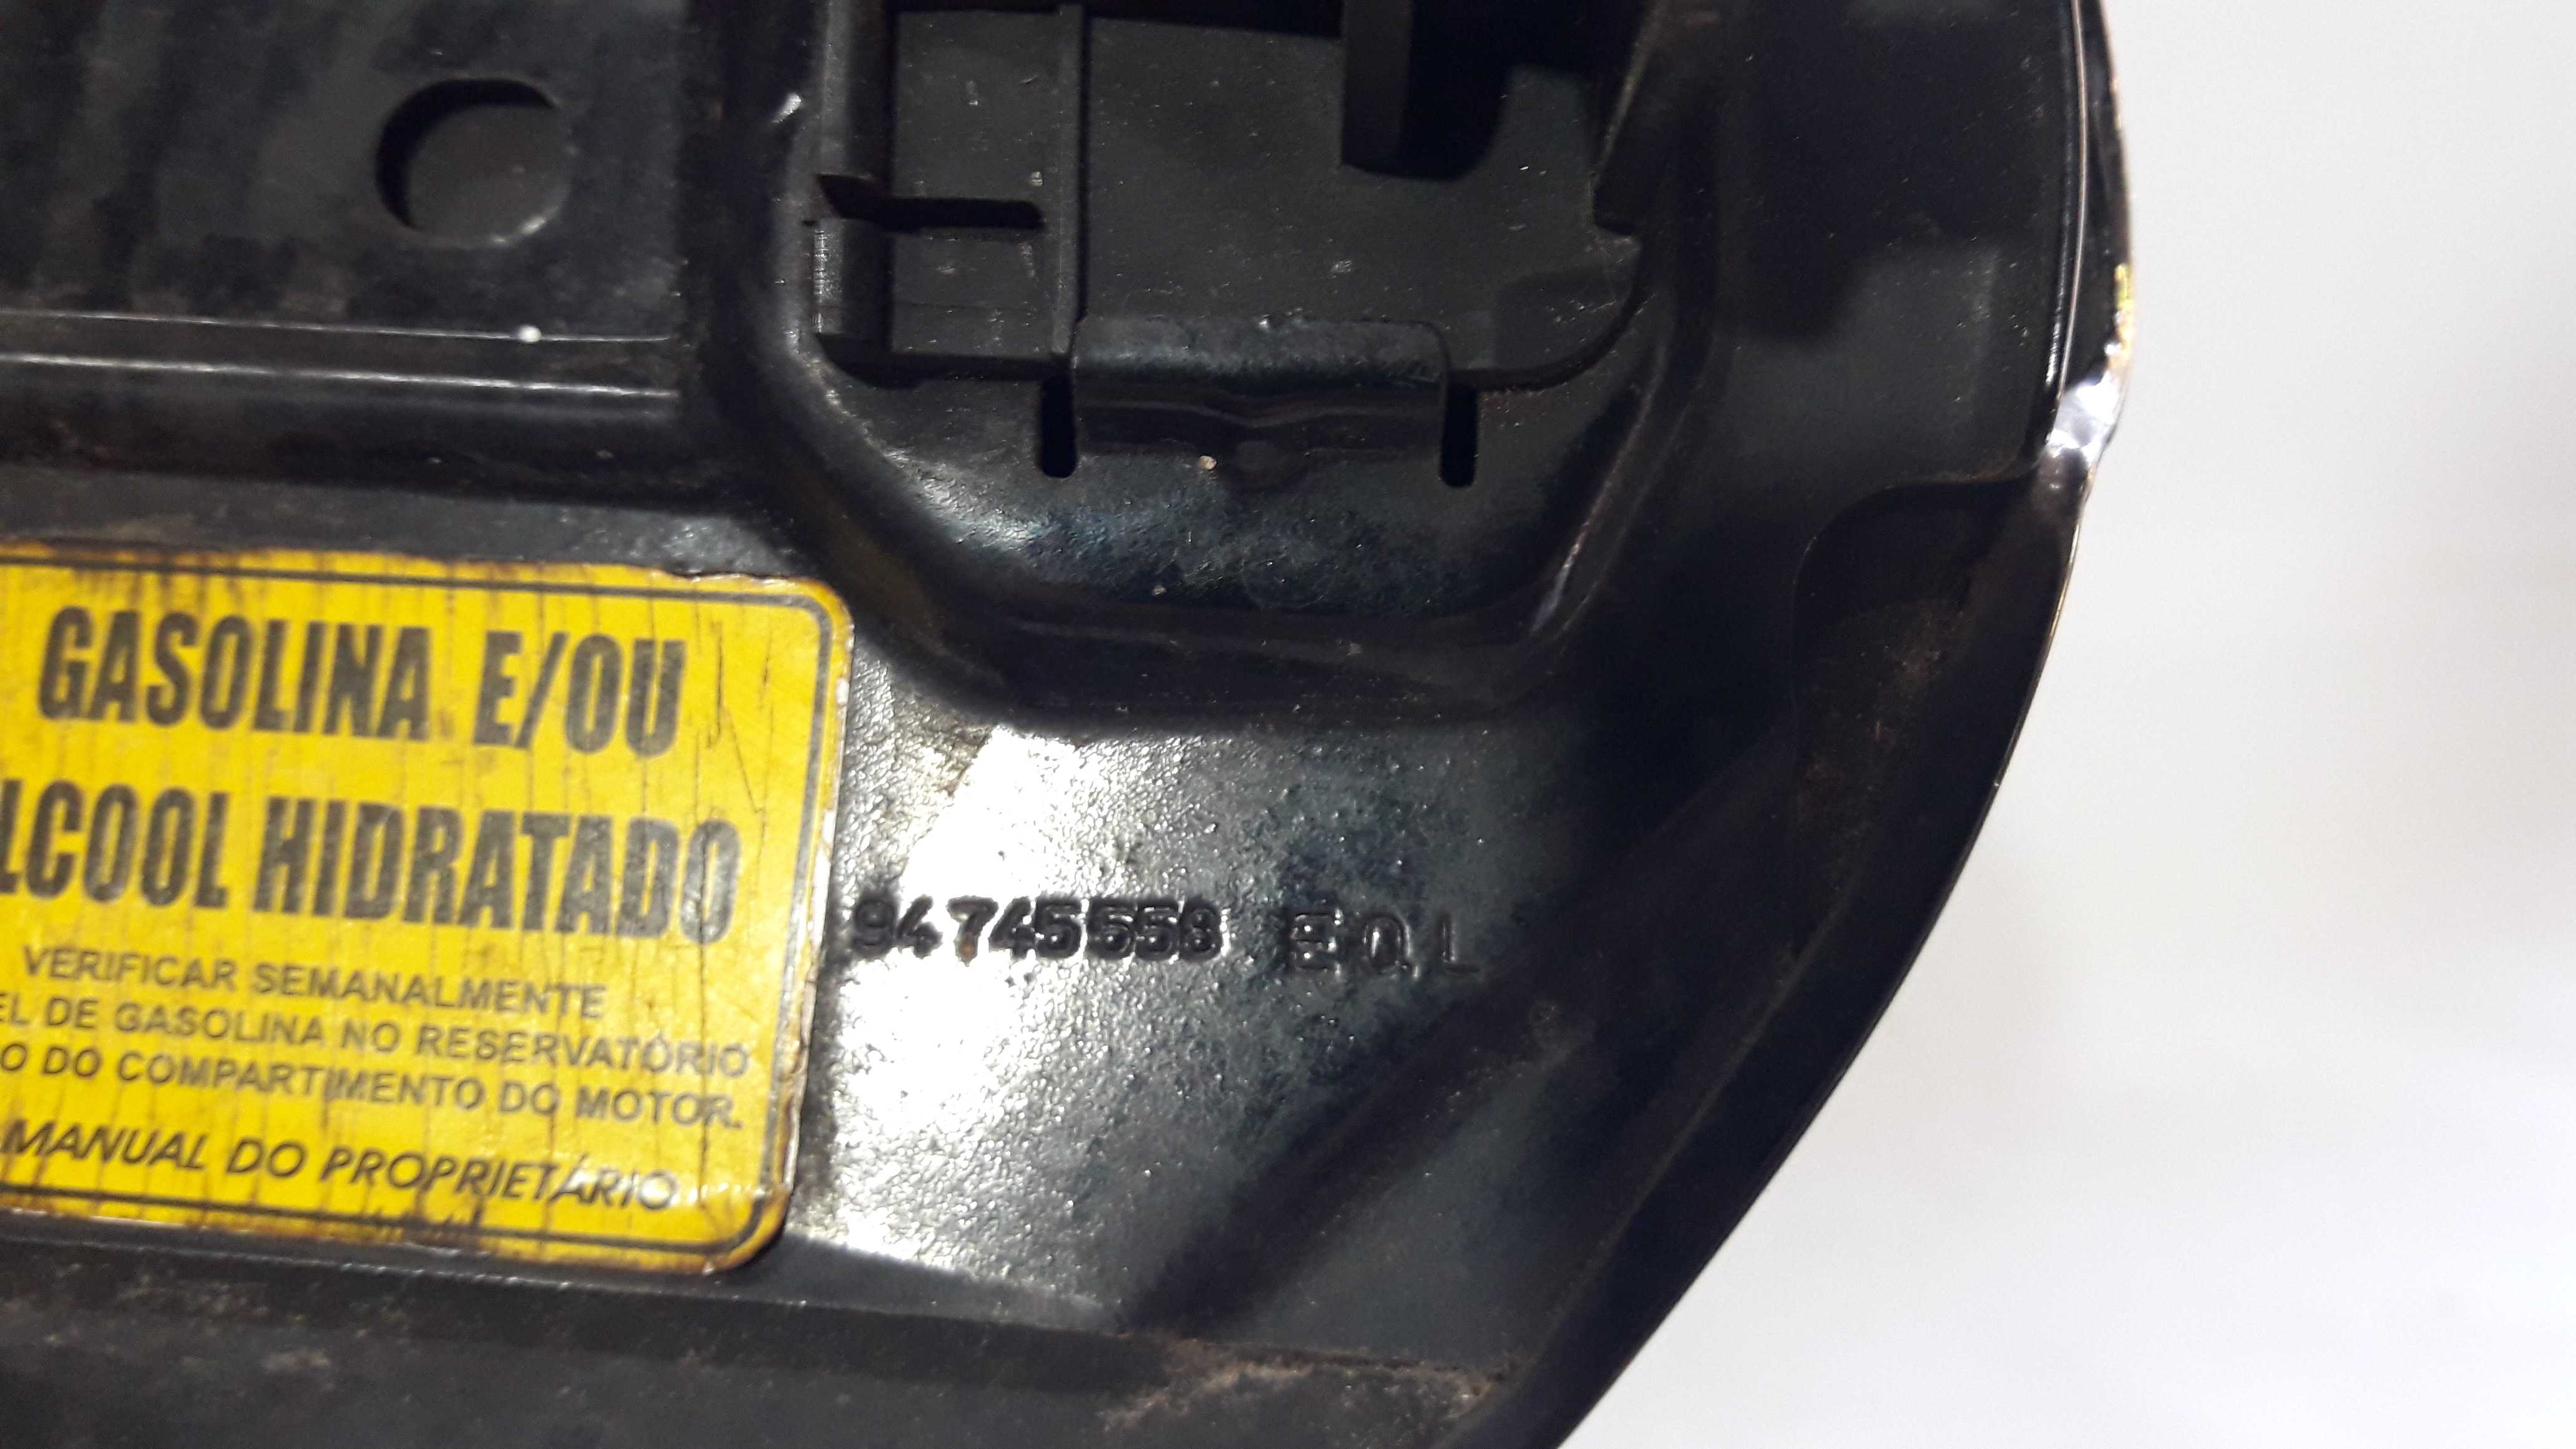 GASOLINA E/OU
LCOOL HIDRATADO
VERIFICAR SEMANALMENTE
EL DE GASOLINA NO RESERVATÓRIO
O DO COMPARTIMENTO DO MOTOR.
MANUAL DO PROPRIETÁRIO
94745558 EQL